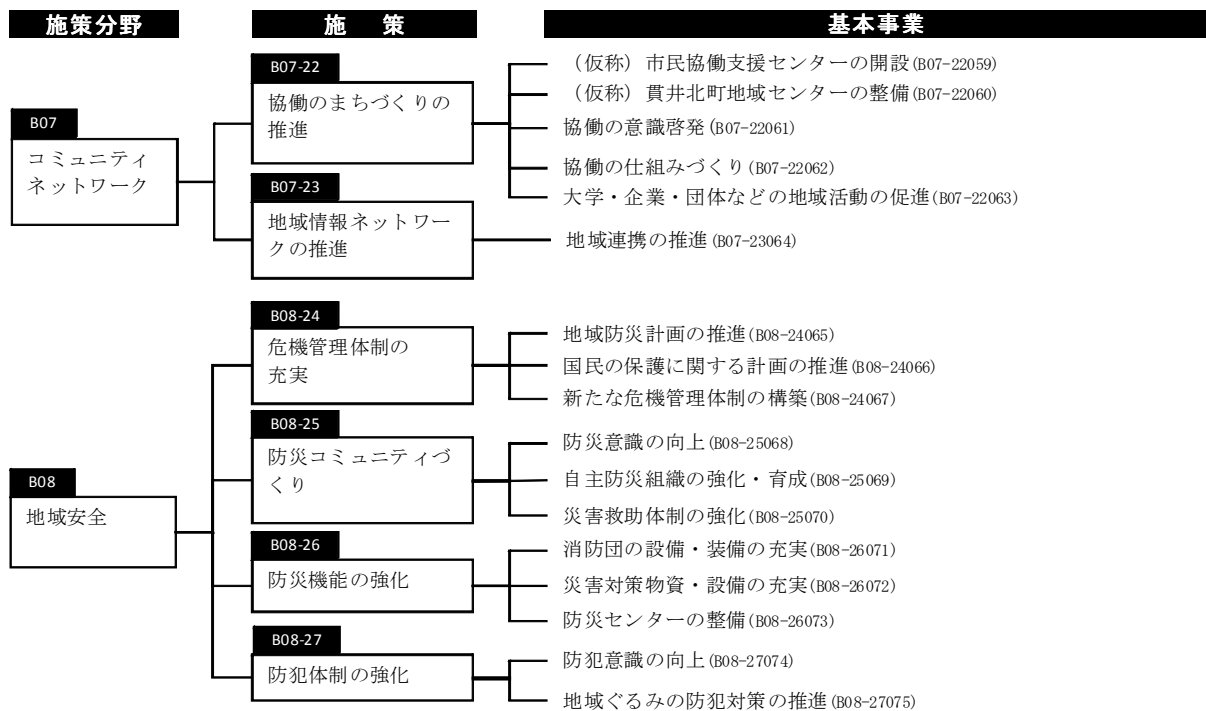 施策分野
施　策
基本事業
B07
コミュニティ
ネットワーク
B07-22
協働のまちづくりの
推進
（仮称）市民協働支援センターの開設(B07-22059)
（仮称）貫井北町地域センターの整備(B07-22060)
協働の意識啓発(B07-22061)
協働の仕組みづくり(B07-22062)
大学・企業・団体などの地域活動の促進(B07-22063)
B07-23
地域情報ネットワー
クの推進
地域連携の推進(B07-23064)
B08
地域安全
B08-24
危機管理体制の
充実
地域防災計画の推進(B08-24065)
国民の保護に関する計画の推進(B08-24066)
新たな危機管理体制の構築(B08-24067)
B08-25
防災コミュニティづ
くり
防災意識の向上(B08-25068)
自主防災組織の強化・育成(B08-25069)
災害救助体制の強化(B08-25070)
B08-26
防災機能の強化
消防団の設備・装備の充実(B08-26071)
災害対策物資・設備の充実(B08-26072)
防災センターの整備(B08-26073)
B08-27
防犯体制の強化
防犯意識の向上(B08-27074)
地域ぐるみの防犯対策の推進(B08-27075)